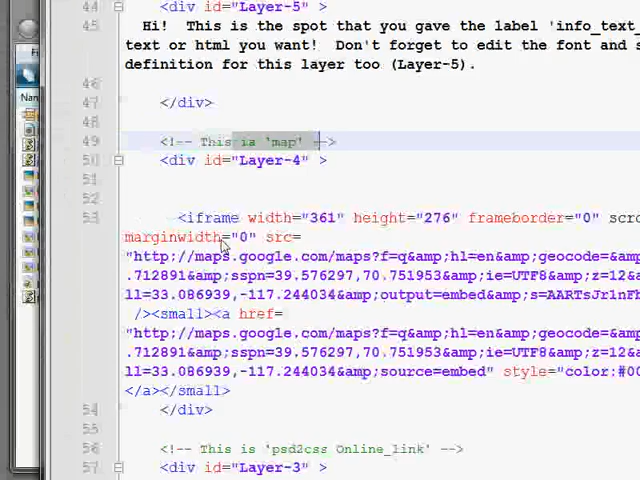 44 <div id="Layer-5" >
45 Hi! This is the spot that you gave the label 'info_text_
text or html you want! Don't forget to edit the font and s
definition for this layer too (Layer-5).
46
47 </div>
48
49 <!-- This is 'map' -->
50 <div id="Layer-4" >
51
52
53 <iframe width="361" height="276" frameborder="0" scro
marginwidth="0" src=
"http://maps.google.com/maps?f=q&amp;hl=en&amp;geocode=&a
.712891&amp;sspn=39.576297,70.751953&amp;ie=UTF8&amp;z=12&a
ll=33.086939,-117.244034&amp;output=embed&amp;s=AARTsJr1nFh
/><small><a href=
"http://maps.google.com/maps?f=q&amp;hl=en&amp;geocode=&a
.712891&amp;sspn=39.576297,70.751953&amp;ie=UTF8&amp;z=12&a
ll=33.086939,-117.244034&amp;source=embed" style="color:#00
</a></small>
54 </div>
55
56 <!-- This is 'psd2css Online_link' -->
57 <div id="Layer-3" >
Nan